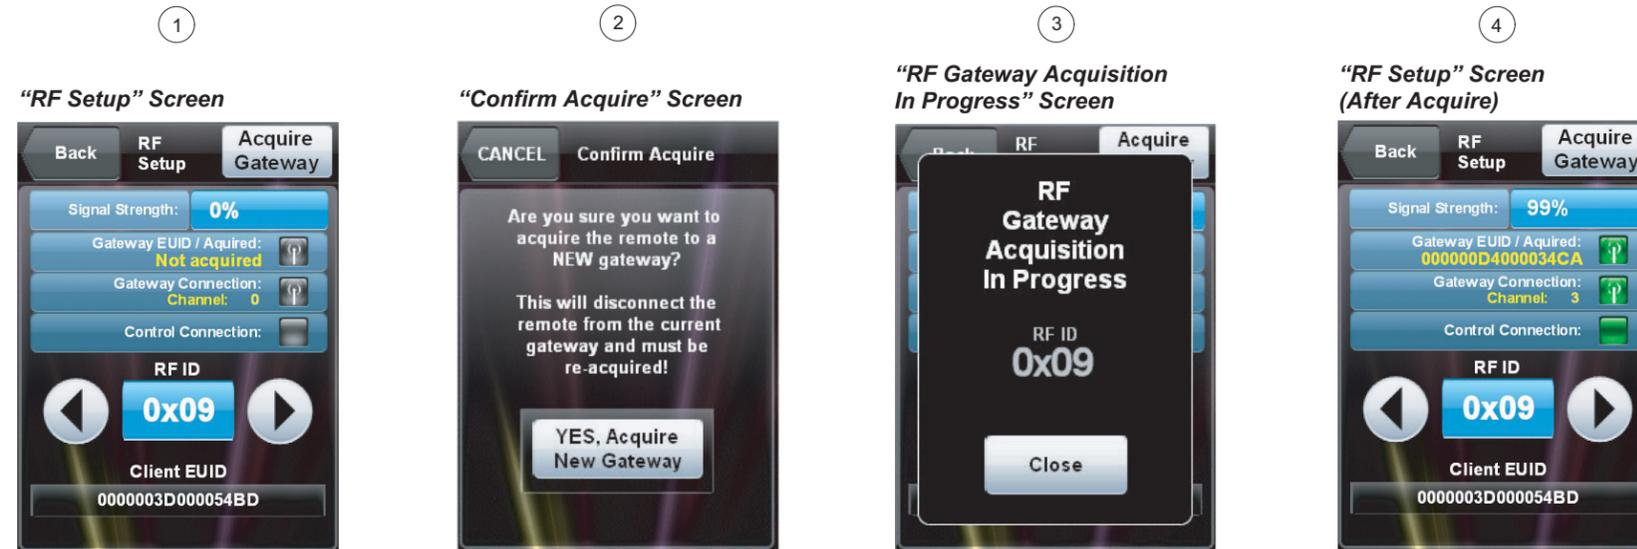 1
"RF Setup" Screen
Back
RF
Setup
Acquire
Gateway
Signal Strength:
0%
Gateway EUID / Aquired:
Not acquired
Gateway Connection:
Channel: 0
Control Connection:
RF ID
0x09
Client EUID
0000003D000054BD
2
"Confirm Acquire" Screen
CANCEL
Confirm Acquire
Are you sure you want to
acquire the remote to a
NEW gateway?
This will disconnect the
remote from the current
gateway and must be
re-acquired!
YES, Acquire
New Gateway
3
"RF Gateway Acquisition
In Progress" Screen
Back
RF
Acquire
RF
Gateway
Acquisition
In Progress
RF ID
0x09
Close
4
"RF Setup" Screen
(After Acquire)
Back
RF
Setup
Acquire
Gateway
Signal Strength:
99%
Gateway EUID / Aquired:
000000D4000034CA
Gateway Connection:
Channel: 3
Control Connection:
RF ID
0x09
Client EUID
0000003D000054BD